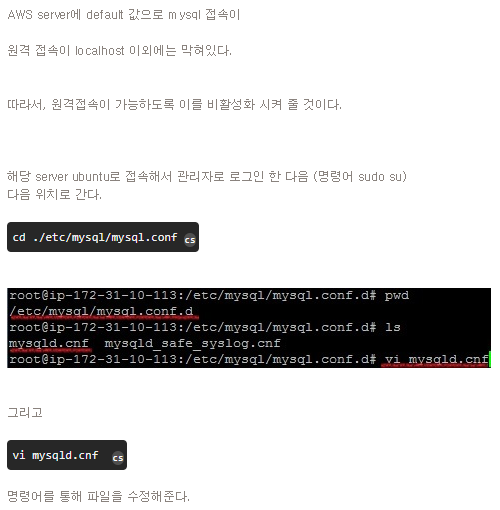 AWS server에 default 값으로 mysql 접속이
원격 접속이 localhost 이외에는 막혀있다.
따라서, 원격접속이 가능하도록 이를 비활성화 시켜 줄 것이다.
해당 server ubuntu로 접속해서 관리자로 로그인 한 다음 (명령어 sudo su)
다음 위치로 간다.
cd ./etc/mysql/mysql.conf cs
root@ip-172-31-10-113:/etc/mysql/mysql.conf.d# pwd
/etc/mysql/mysql.conf.d
root@ip-172-31-10-113:/etc/mysql/mysql.conf.d# ls
mysqld.cnf  mysqld_safe_syslog.cnf
root@ip-172-31-10-113:/etc/mysql/mysql.conf.d# vi mysqld.cnf
그리고
vi mysqld.cnf cs
명령어를 통해 파일을 수정해준다.